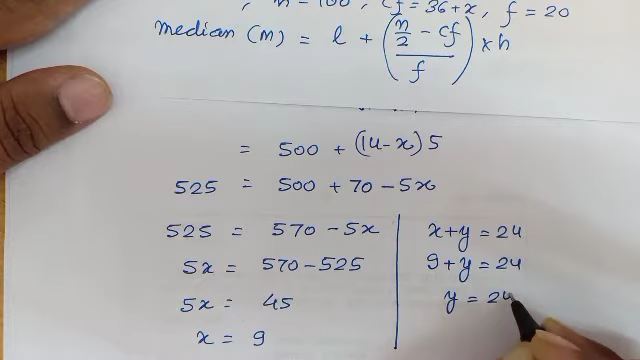 , n = 100, cf = 36+x, f = 20
median (M) = l + (n/2 - cf / f) × h
= 500 + (14-x) 5
525 = 500 + 70 - 5x
525 = 570 - 5x
5x = 570 - 525
5x = 45
x = 9
x+y = 24
9+y = 24
y = 24